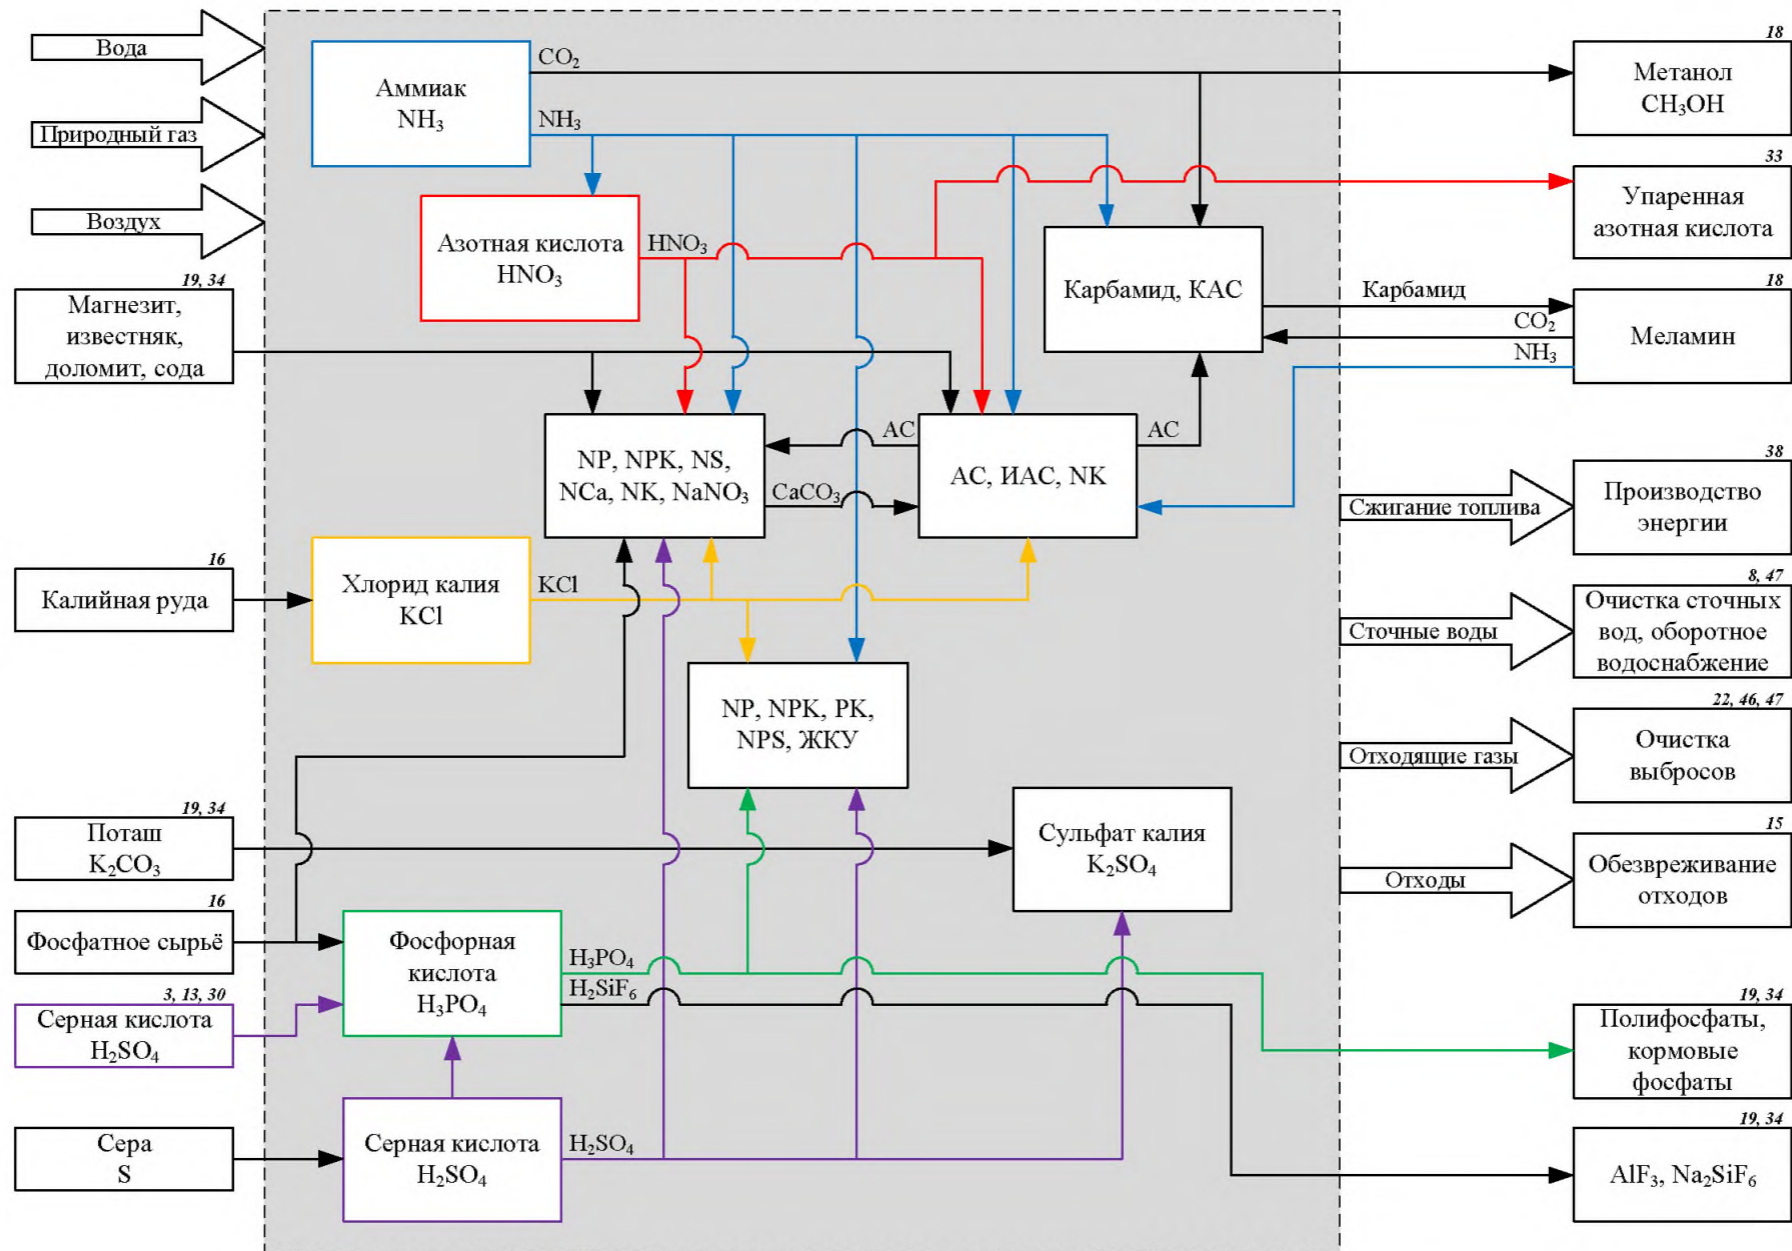 Вода
Природный газ
Воздух
19, 34
Магнезит,
известняк,
доломит, сода
16
Калийная руда
19, 34
Поташ
K₂CO₃
16
Фосфатное сырьё
3, 13, 30
Серная кислота
H₂SO₄
Сера
S
Аммиак
NH₃
CO₂
NH₃
Азотная кислота
HNO₃
HNO₃
Карбамид, КАС
NP, NPK, NS,
NCa, NK, NaNO₃
АС
CaCO₃
АС, ИАС, NK
АС
Хлорид калия
KCl
KCl
NP, NPK, PK,
NPS, ЖКУ
Сульфат калия
K₂SO₄
Фосфорная
кислота
H₃PO₄
H₃PO₄
H₂SiF₆
Серная кислота
H₂SO₄
H₂SO₄
18
Метанол
CH₃OH
33
Упаренная
азотная кислота
Карбамид
CO₂
NH₃
18
Меламин
Сжигание топлива
38
Производство
энергии
Сточные воды
8, 47
Очистка сточных
вод, оборотное
водоснабжение
Отходящие газы
22, 46, 47
Очистка
выбросов
Отходы
15
Обезвреживание
отходов
19, 34
Полифосфаты,
кормовые
фосфаты
19, 34
AlF₃, Na₂SiF₆